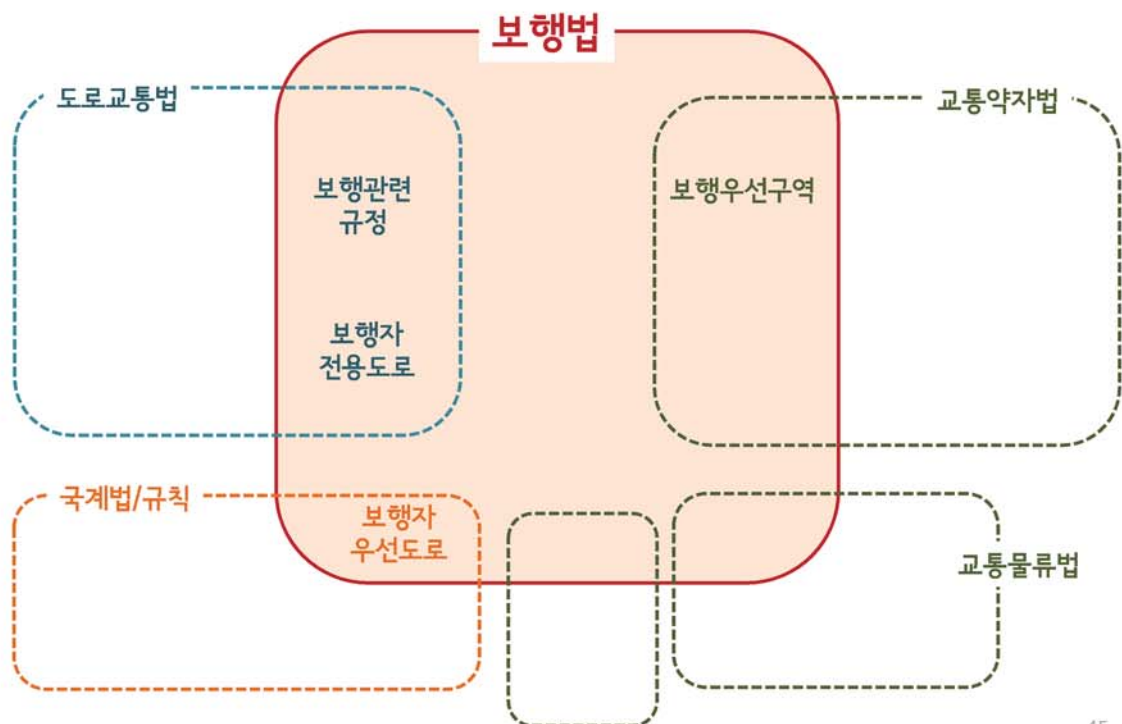 보행법
도로교통법
교통약자법
보행관련
규정
보행우선구역
보행자
전용도로
국계법/규칙
보행자
우선도로
교통물류법